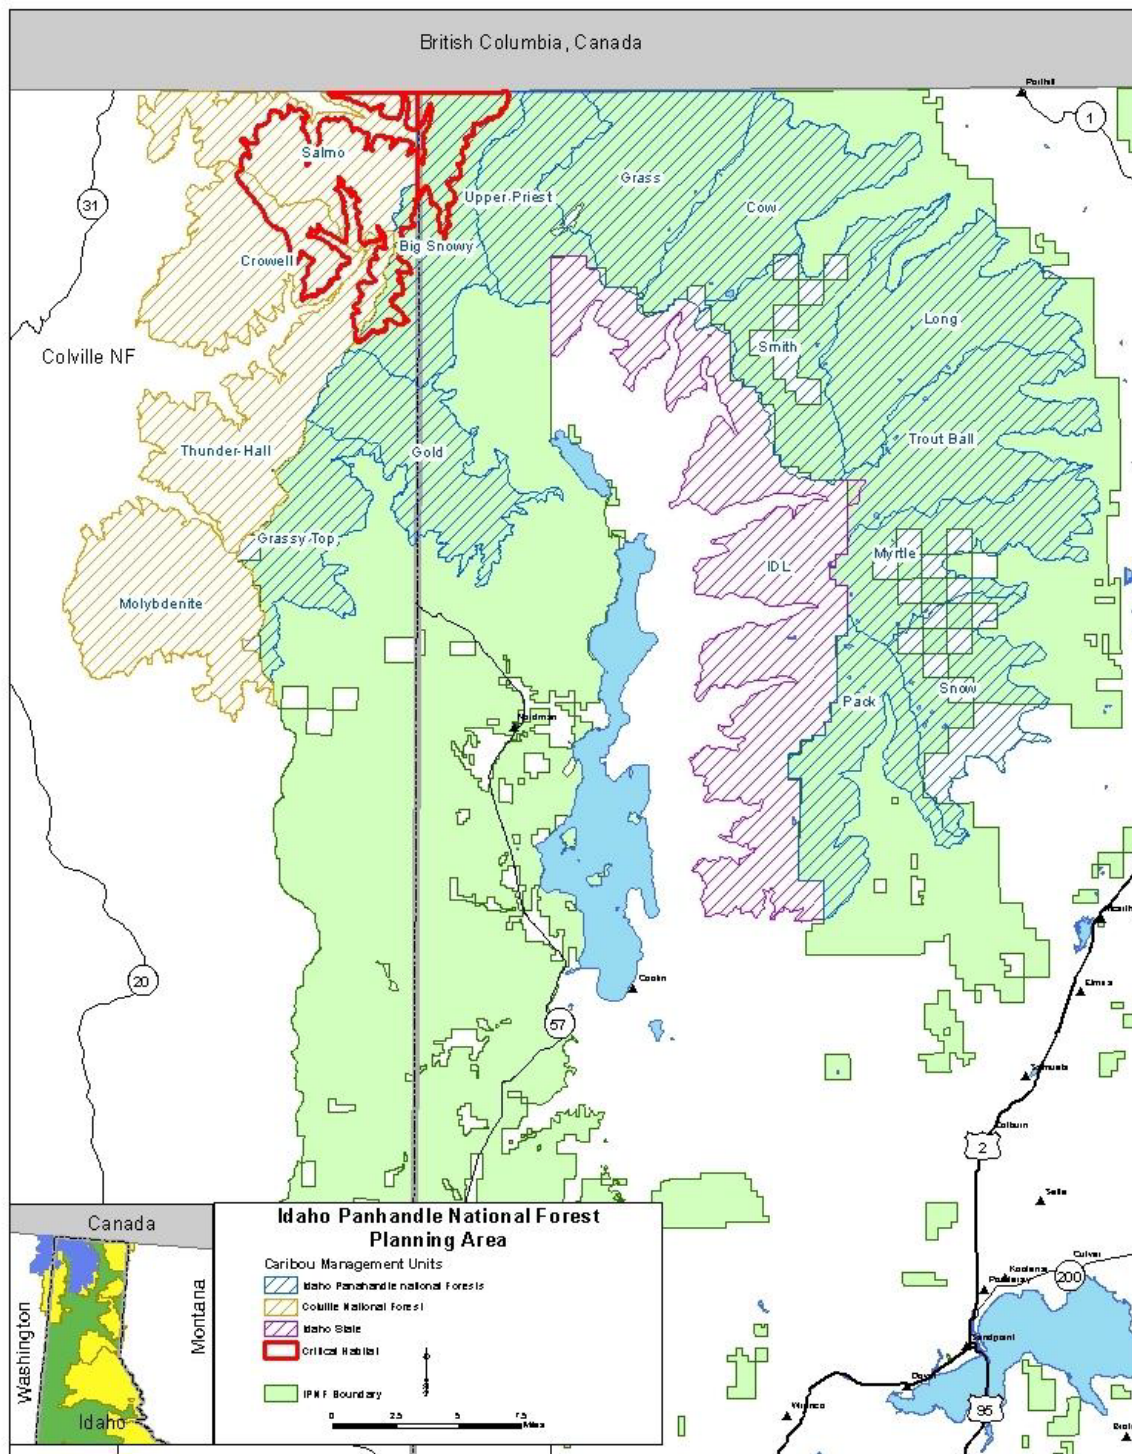 British Columbia, Canada
Porthill
1
Salmo
31
Grass
Upper Priest
Cow
Big Snowy
Crowell
Long
Smith
Colville NF
Trout Ball
Thunder-Hall
Gold
Grassy Top
Myrtle
IDL
Molybdenite
Snow
Pack
Nordman
20
Coolin
Elmira
57
Samuels
Colburn
2
Selle
Culver
Kootenai
Ponderay
200
Sandpoint
Dover
Wrenco
95
Canada
Washington
Montana
Idaho
Idaho Panhandle National Forest
Planning Area
Caribou Management Units
Idaho Panahandle national Forests
Colville National Forest
Idaho State
Critical Habitat
IPNF Boundary
0 2.5 5 7.5
Miles